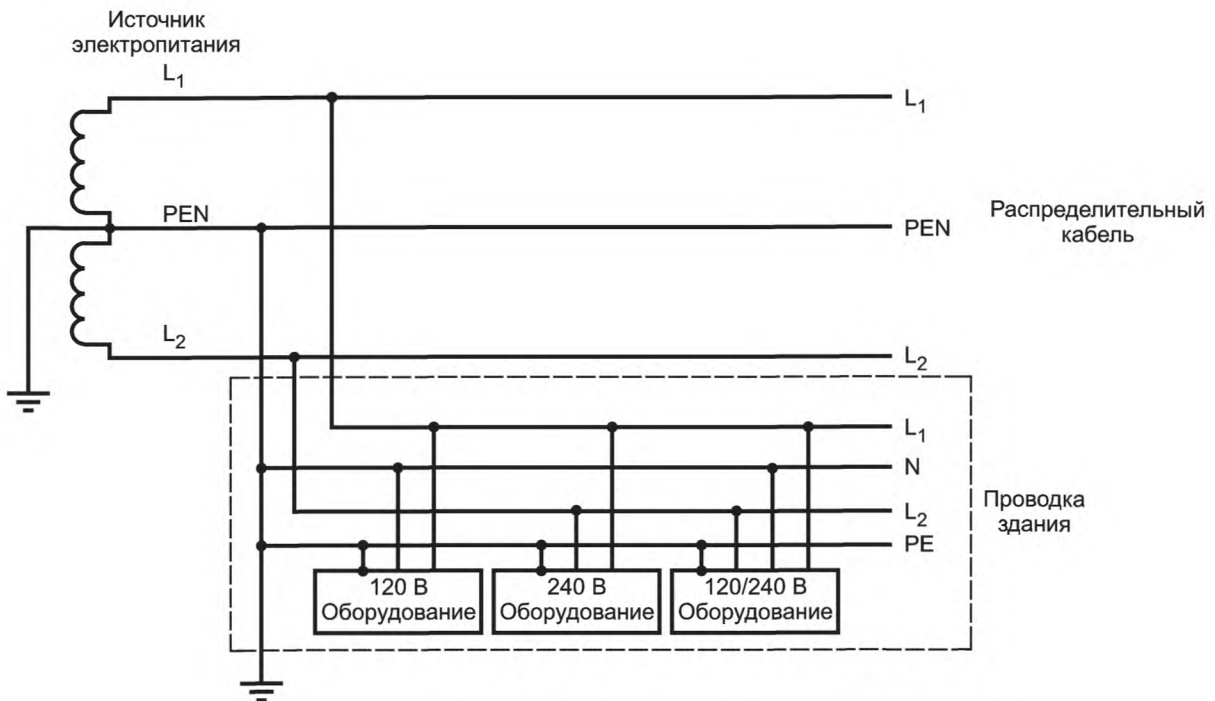 Источник
электропитания
L1
L1
PEN
PEN
Распределительный
кабель
L2
L2
L1
N
L2
Проводка
здания
PE
120 В
Оборудование
240 В
Оборудование
120/240 В
Оборудование